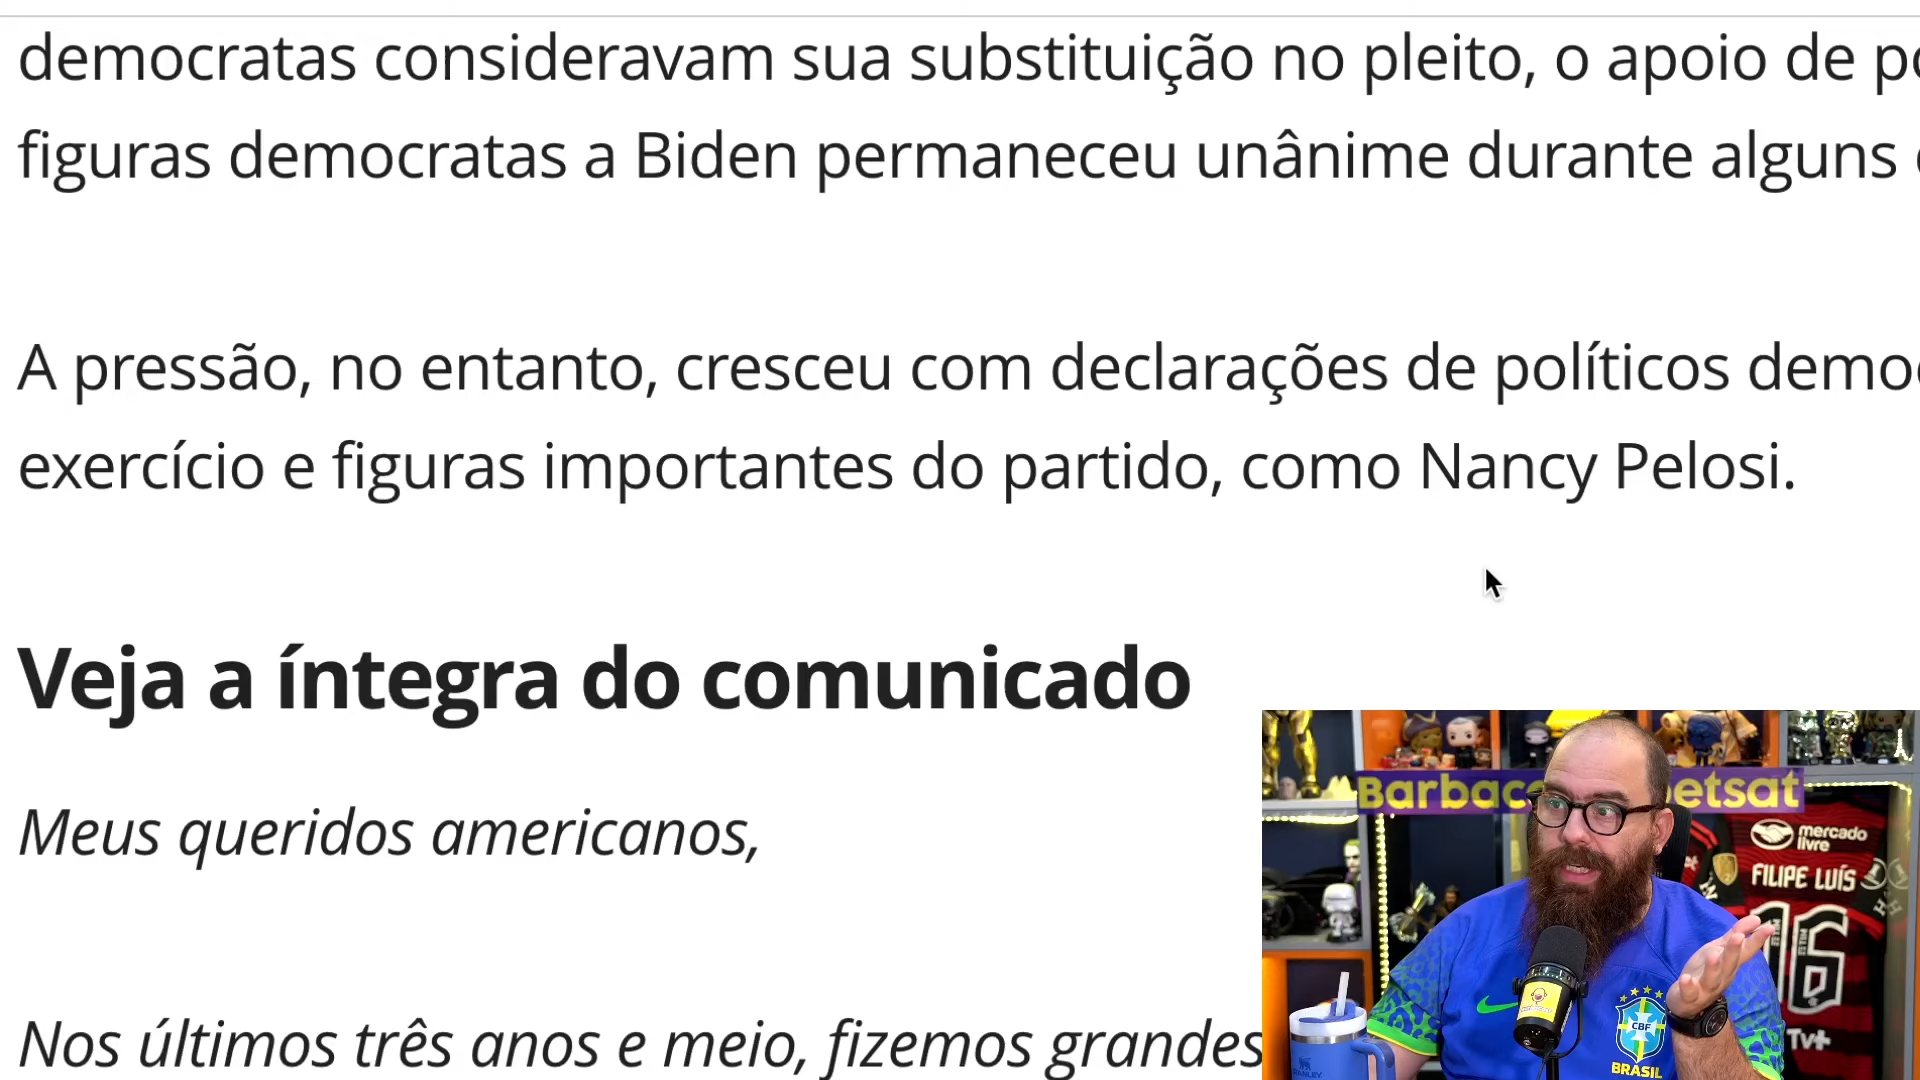 democratas consideravam sua substituição no pleito, o apoio de
figuras democratas a Biden permaneceu unânime durante alguns
A pressão, no entanto, cresceu com declarações de políticos
exercício e figuras importantes do partido, como Nancy Pelosi.
Veja a íntegra do comunicado
Meus queridos americanos,
Nos últimos três anos e meio, fizemos grandes
mercado
livre
FILIPE LUÍS
16
Tv+
CBF
BRASIL
STANLEY